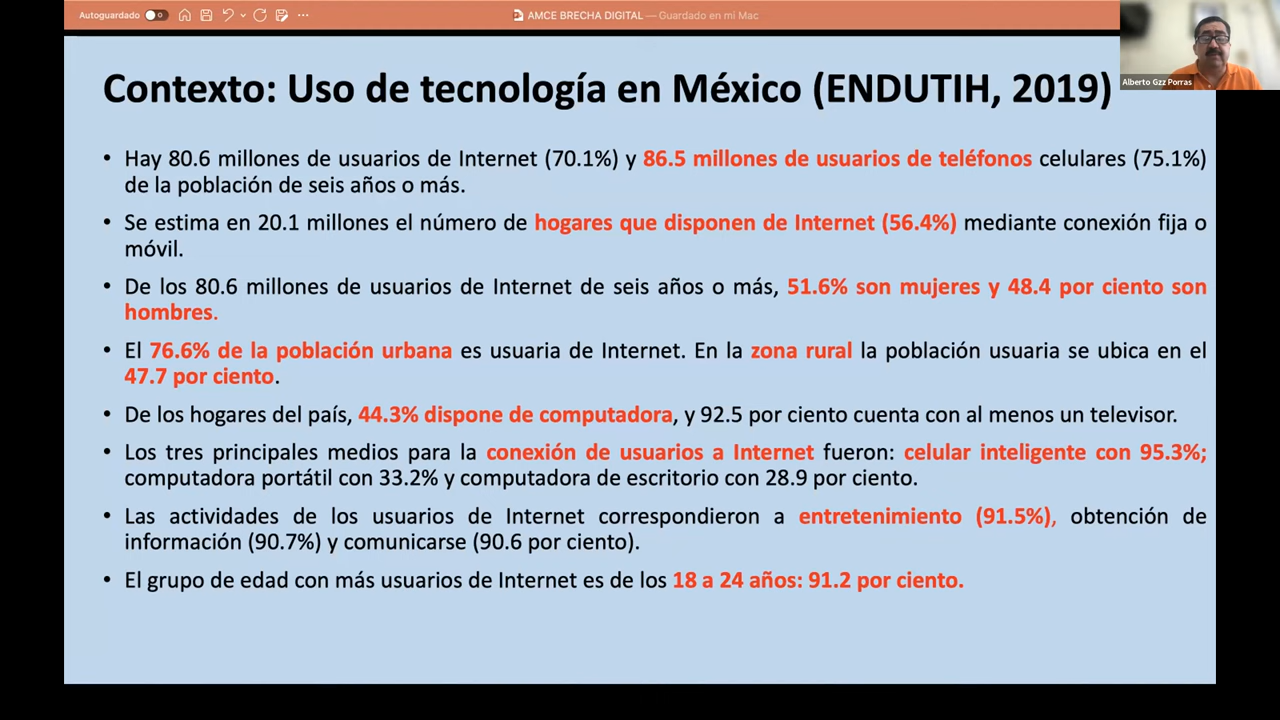 Autoguardado
AMCE BRECHA DIGITAL — Guardado en mi Mac
Alberto Gzz Porras
Contexto: Uso de tecnología en México (ENDUTIH, 2019)
• Hay 80.6 millones de usuarios de Internet (70.1%) y 86.5 millones de usuarios de teléfonos celulares (75.1%)
de la población de seis años o más.
• Se estima en 20.1 millones el número de hogares que disponen de Internet (56.4%) mediante conexión fija o
móvil.
• De los 80.6 millones de usuarios de Internet de seis años o más, 51.6% son mujeres y 48.4 por ciento son
hombres.
• El 76.6% de la población urbana es usuaria de Internet. En la zona rural la población usuaria se ubica en el
47.7 por ciento.
• De los hogares del país, 44.3% dispone de computadora, y 92.5 por ciento cuenta con al menos un televisor.
• Los tres principales medios para la conexión de usuarios a Internet fueron: celular inteligente con 95.3%;
computadora portátil con 33.2% y computadora de escritorio con 28.9 por ciento.
• Las actividades de los usuarios de Internet correspondieron a entretenimiento (91.5%), obtención de
información (90.7%) y comunicarse (90.6 por ciento).
• El grupo de edad con más usuarios de Internet es de los 18 a 24 años: 91.2 por ciento.